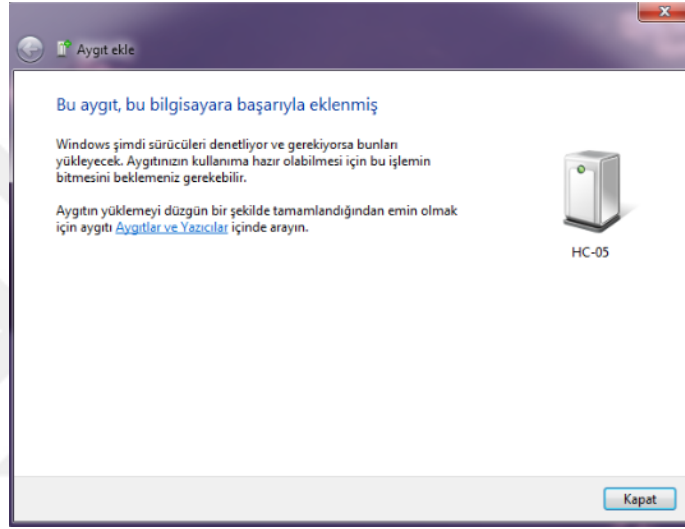 Aygıt ekle
Bu aygıt, bu bilgisayara başarıyla eklenmiş
Windows şimdi sürücüleri denetliyor ve gerekiyorsa bunları
yükleyecek. Aygıtınızın kullanıma hazır olabilmesi için bu işlemin
bitmesini beklemeniz gerekebilir.
Aygıtın yüklemeyi düzgün bir şekilde tamamlandığından emin olmak
için aygıtı Aygıtlar ve Yazıcılar içinde arayın.
HC-05
Kapat